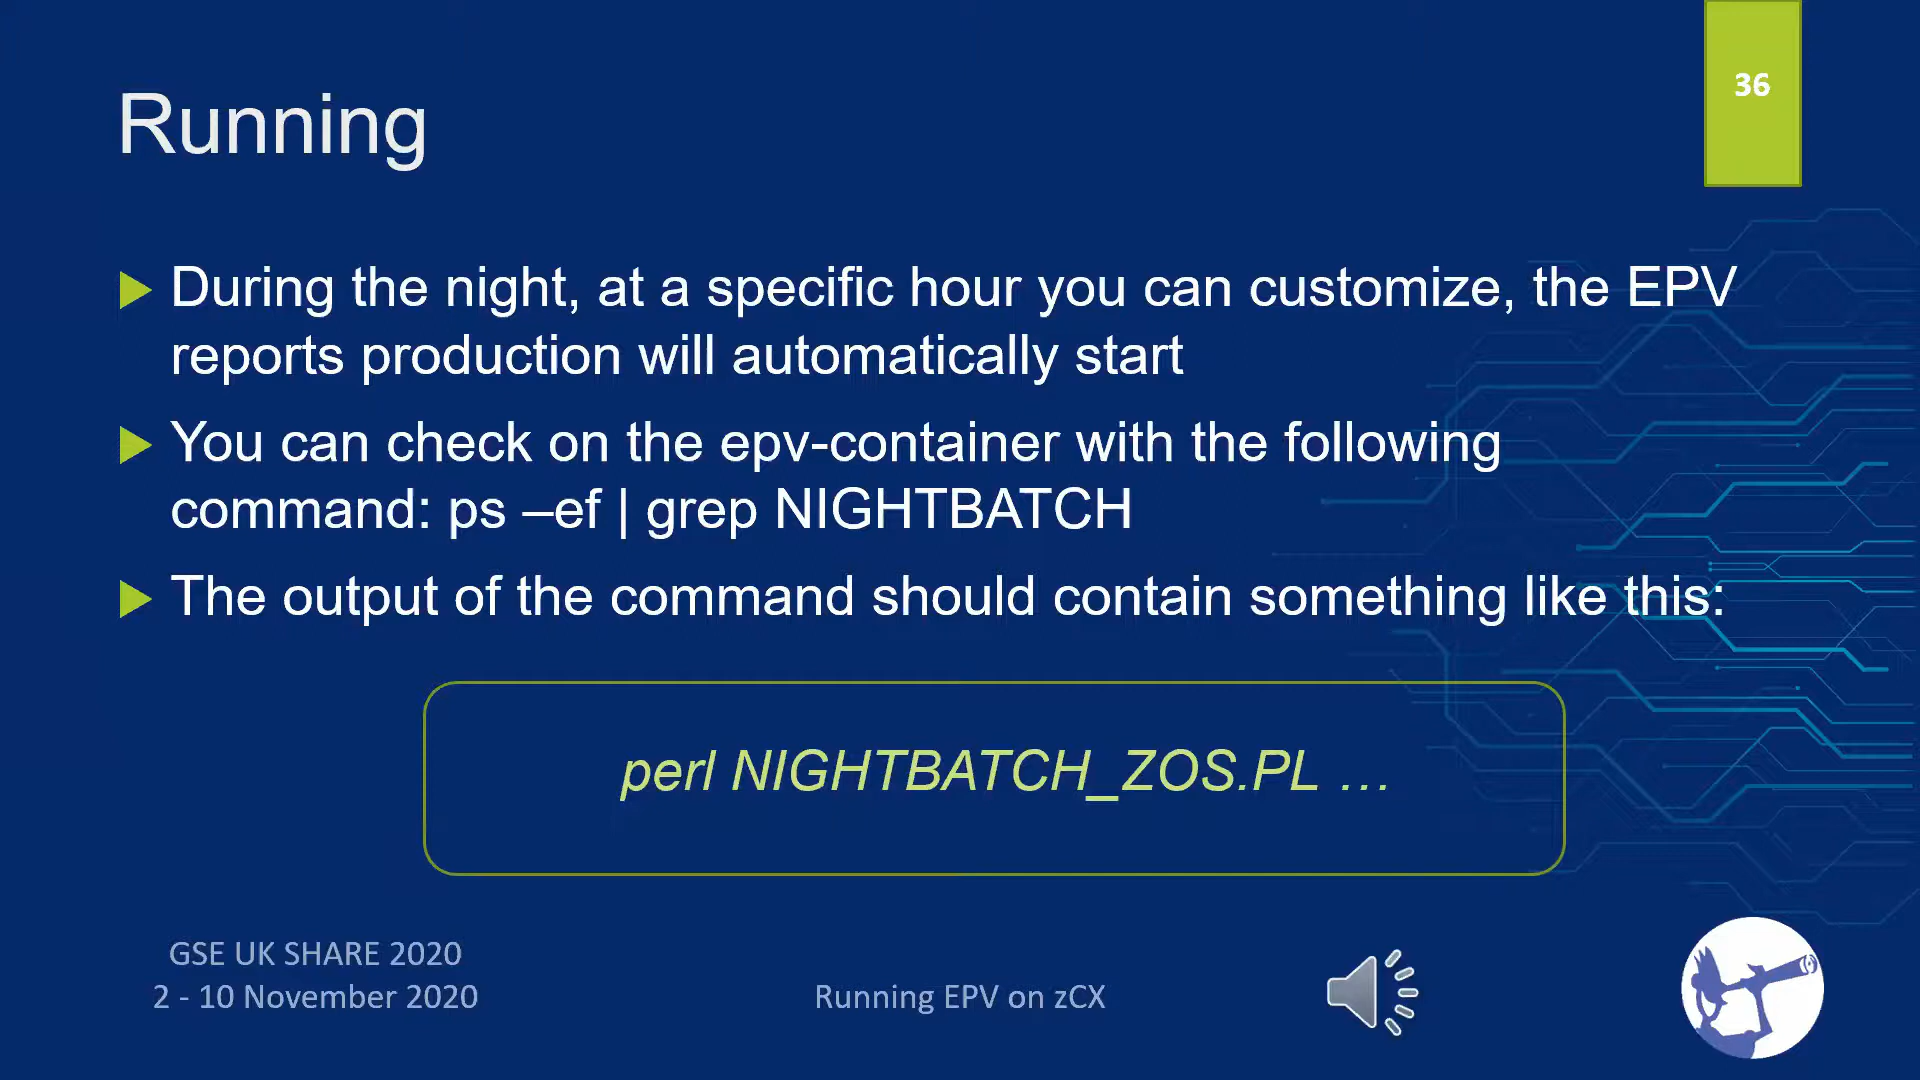 36
Running
During the night, at a specific hour you can customize, the EPV
reports production will automatically start
You can check on the epv-container with the following
command: ps –ef | grep NIGHTBATCH
The output of the command should contain something like this:
perl NIGHTBATCH_ZOS.PL …
GSE UK SHARE 2020
2 - 10 November 2020
Running EPV on zCX